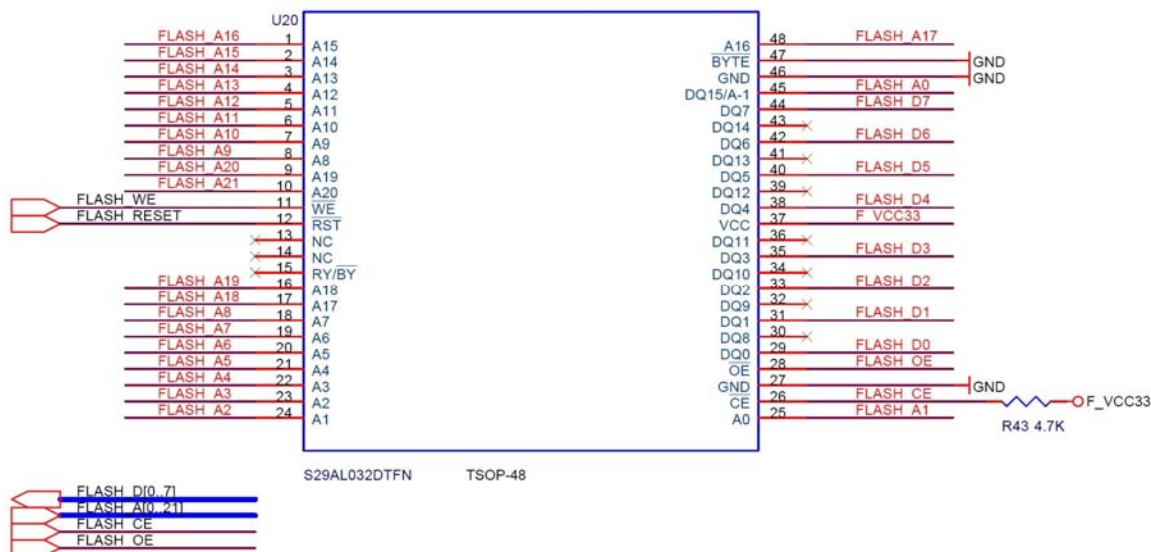 U20
FLASH_A16 1 A15 A16 48 FLASH_A17
FLASH_A15 2 A14 BYTE 47 GND
FLASH_A14 3 A13 GND 46 GND
FLASH_A13 4 A12 DQ15/A-1 45 FLASH_A0
FLASH_A12 5 A11 DQ7 44 FLASH_D7
FLASH_A11 6 A10 DQ14 43
FLASH_A10 7 A9 DQ6 42 FLASH_D6
FLASH_A9 8 A8 DQ13 41
FLASH_A20 9 A19 DQ5 40 FLASH_D5
FLASH_A21 10 A20 DQ12 39
FLASH_WE 11 WE DQ4 38 FLASH_D4
FLASH_RESET 12 RST VCC 37 F_VCC33
13 NC DQ11 36
14 NC DQ3 35 FLASH_D3
15 RY/BY DQ10 34
FLASH_A19 16 A18 DQ2 33 FLASH_D2
FLASH_A18 17 A17 DQ9 32
FLASH_A8 18 A7 DQ1 31 FLASH_D1
FLASH_A7 19 A6 DQ8 30
FLASH_A6 20 A5 DQ0 29 FLASH_D0
FLASH_A5 21 A4 OE 28 FLASH_OE
FLASH_A4 22 A3 GND 27 GND
FLASH_A3 23 A2 CE 26 FLASH_CE F_VCC33
FLASH_A2 24 A1 A0 25 FLASH_A1
R43 4.7K
S29AL032DTFN TSOP-48
FLASH_D[0..7]
FLASH_A[0..21]
FLASH_CE
FLASH_OE